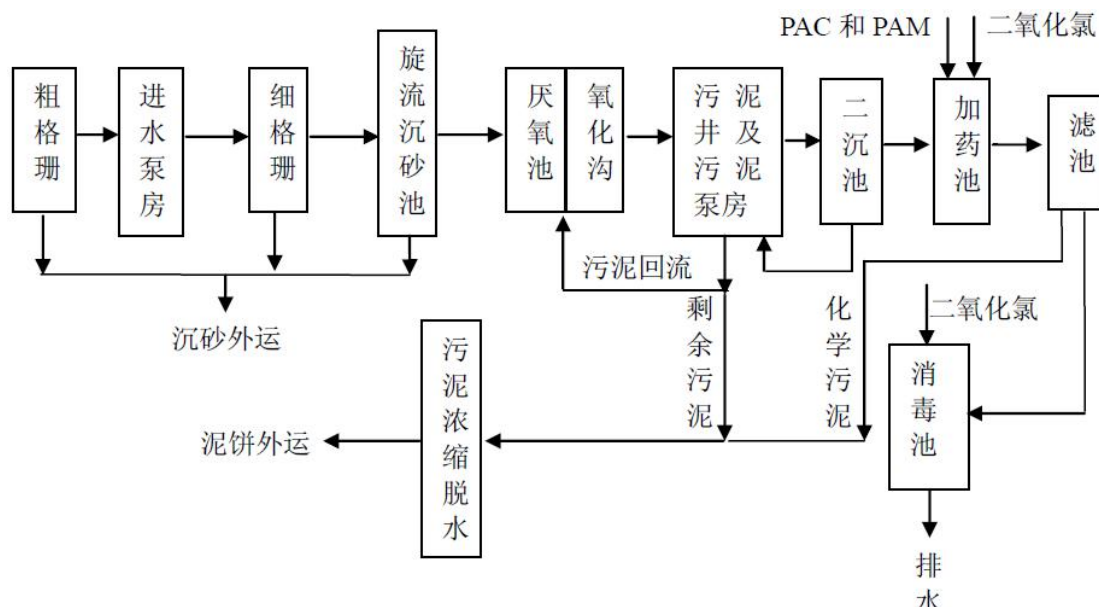 PAC 和 PAM
二氧化氯
粗格珊
进水泵房
细格珊
旋流沉砂池
厌氧池
氧化沟
污泥
井及
污泥
泵房
二沉池
加药池
滤池
污泥回流
沉砂外运
剩余污泥
化学污泥
二氧化氯
消毒池
污泥浓缩脱水
泥饼外运
排水